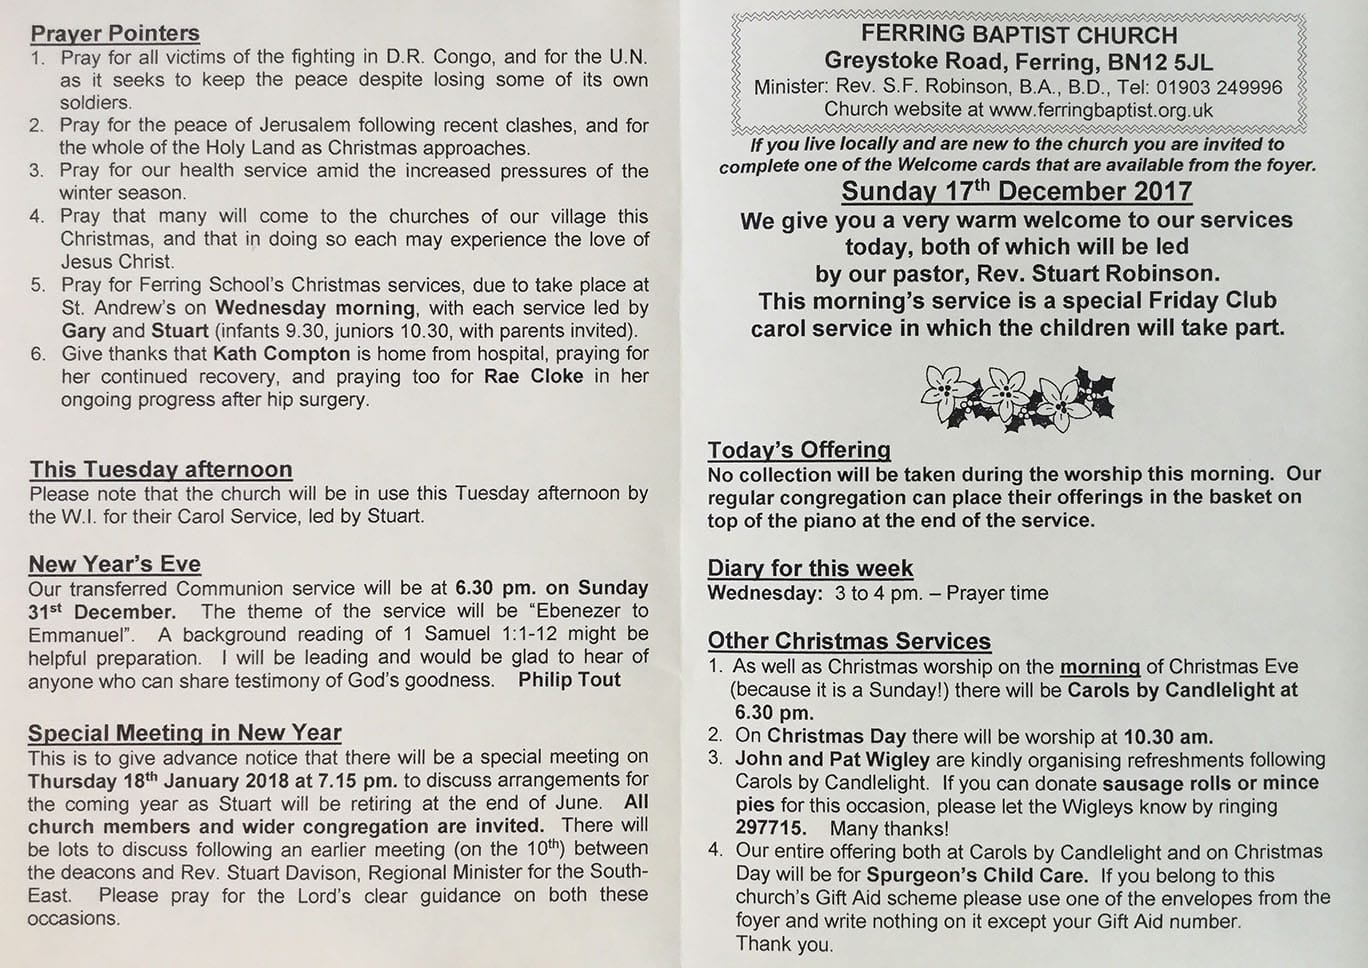 Prayer Pointers
1. Pray for all victims of the fighting in D.R. Congo, and for the U.N.
as it seeks to keep the peace despite losing some of its own
soldiers.
2. Pray for the peace of Jerusalem following recent clashes, and for
the whole of the Holy Land as Christmas approaches.
3. Pray for our health service amid the increased pressures of the
winter season.
4. Pray that many will come to the churches of our village this
Christmas, and that in doing so each may experience the love of
Jesus Christ.
5. Pray for Ferring School's Christmas services, due to take place at
St. Andrew's on Wednesday morning, with each service led by
Gary and Stuart (infants 9.30, juniors 10.30, with parents invited).
6. Give thanks that Kath Compton is home from hospital, praying for
her continued recovery, and praying too for Rae Cloke in her
ongoing progress after hip surgery.
This Tuesday afternoon
Please note that the church will be in use this Tuesday afternoon by
the W.I. for their Carol Service, led by Stuart.
New Year's Eve
Our transferred Communion service will be at 6.30 pm. on Sunday
31st December. The theme of the service will be “Ebenezer to
Emmanuel”. A background reading of 1 Samuel 1:1-12 might be
helpful preparation. I will be leading and would be glad to hear of
anyone who can share testimony of God's goodness. Philip Tout
Special Meeting in New Year
This is to give advance notice that there will be a special meeting on
Thursday 18th January 2018 at 7.15 pm. to discuss arrangements for
the coming year as Stuart will be retiring at the end of June. All
church members and wider congregation are invited. There will
be lots to discuss following an earlier meeting (on the 10th) between
the deacons and Rev. Stuart Davison, Regional Minister for the South-
East. Please pray for the Lord's clear guidance on both these
occasions.
FERRING BAPTIST CHURCH
Greystoke Road, Ferring, BN12 5JL
Minister: Rev. S.F. Robinson, B.A., B.D., Tel: 01903 249996
Church website at www.ferringbaptist.org.uk
If you live locally and are new to the church you are invited to
complete one of the Welcome cards that are available from the foyer.
Sunday 17th December 2017
We give you a very warm welcome to our services
today, both of which will be led
by our pastor, Rev. Stuart Robinson.
This morning's service is a special Friday Club
carol service in which the children will take part.
Today's Offering
No collection will be taken during the worship this morning. Our
regular congregation can place their offerings in the basket on
top of the piano at the end of the service.
Diary for this week
Wednesday: 3 to 4 pm. – Prayer time
Other Christmas Services
1. As well as Christmas worship on the morning of Christmas Eve
(because it is a Sunday!) there will be Carols by Candlelight at
6.30 pm.
2. On Christmas Day there will be worship at 10.30 am.
3. John and Pat Wigley are kindly organising refreshments following
Carols by Candlelight. If you can donate sausage rolls or mince
pies for this occasion, please let the Wigleys know by ringing
297715. Many thanks!
4. Our entire offering both at Carols by Candlelight and on Christmas
Day will be for Spurgeon's Child Care. If you belong to this
church's Gift Aid scheme please use one of the envelopes from the
foyer and write nothing on it except your Gift Aid number.
Thank you.